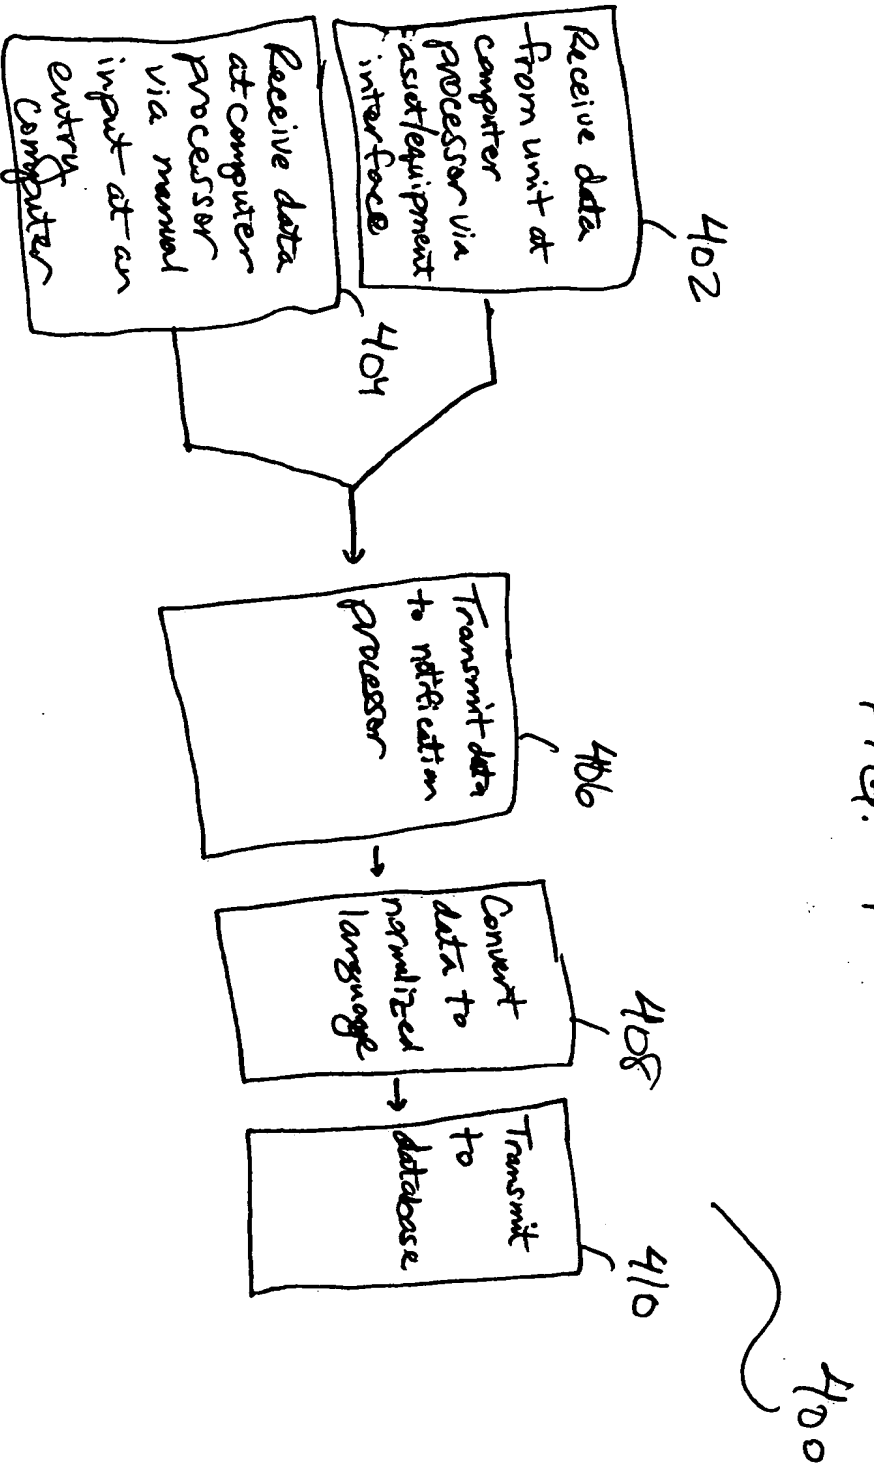 FIG.
400
402
Receive data
from unit at
computer
processor via
asset/equipment
interface
404
Receive data
at computer
processor
via manual
input at an
entry
computer
406
Transmit data
to notification
processor
408
Convert
data to
normalized
language
410
Transmit
to
database